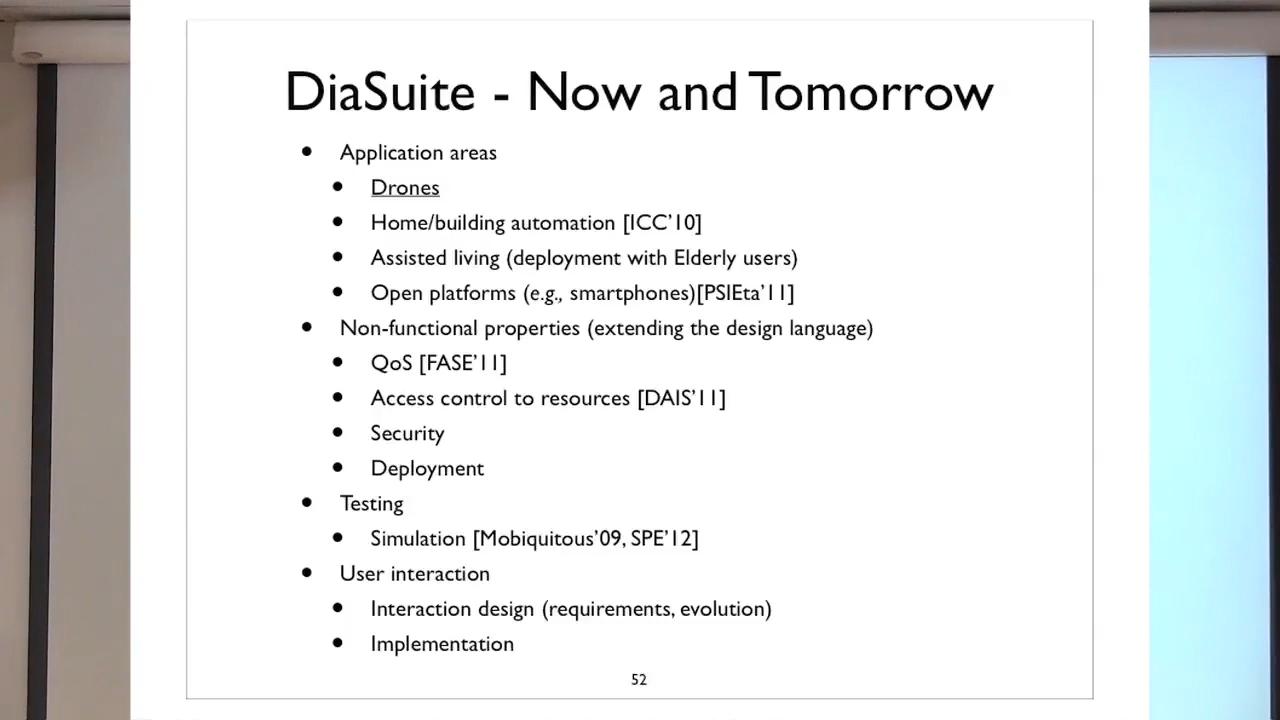 DiaSuite - Now and Tomorrow
• Application areas
• Drones
• Home/building automation [ICC'10]
• Assisted living (deployment with Elderly users)
• Open platforms (e.g., smartphones)[PSIEta'11]
• Non-functional properties (extending the design language)
• QoS [FASE'11]
• Access control to resources [DAIS'11]
• Security
• Deployment
• Testing
• Simulation [Mobiquitous'09, SPE'12]
• User interaction
• Interaction design (requirements, evolution)
• Implementation
52